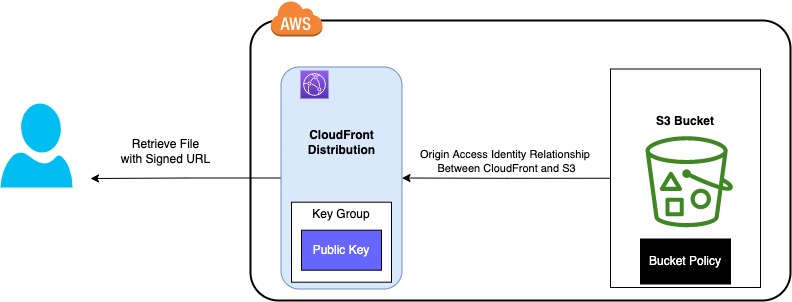 AWS
CloudFront
Distribution
S3 Bucket
Retrieve File
with Signed URL
Origin Access Identity Relationship
Between CloudFront and S3
Key Group
Public Key
Bucket Policy